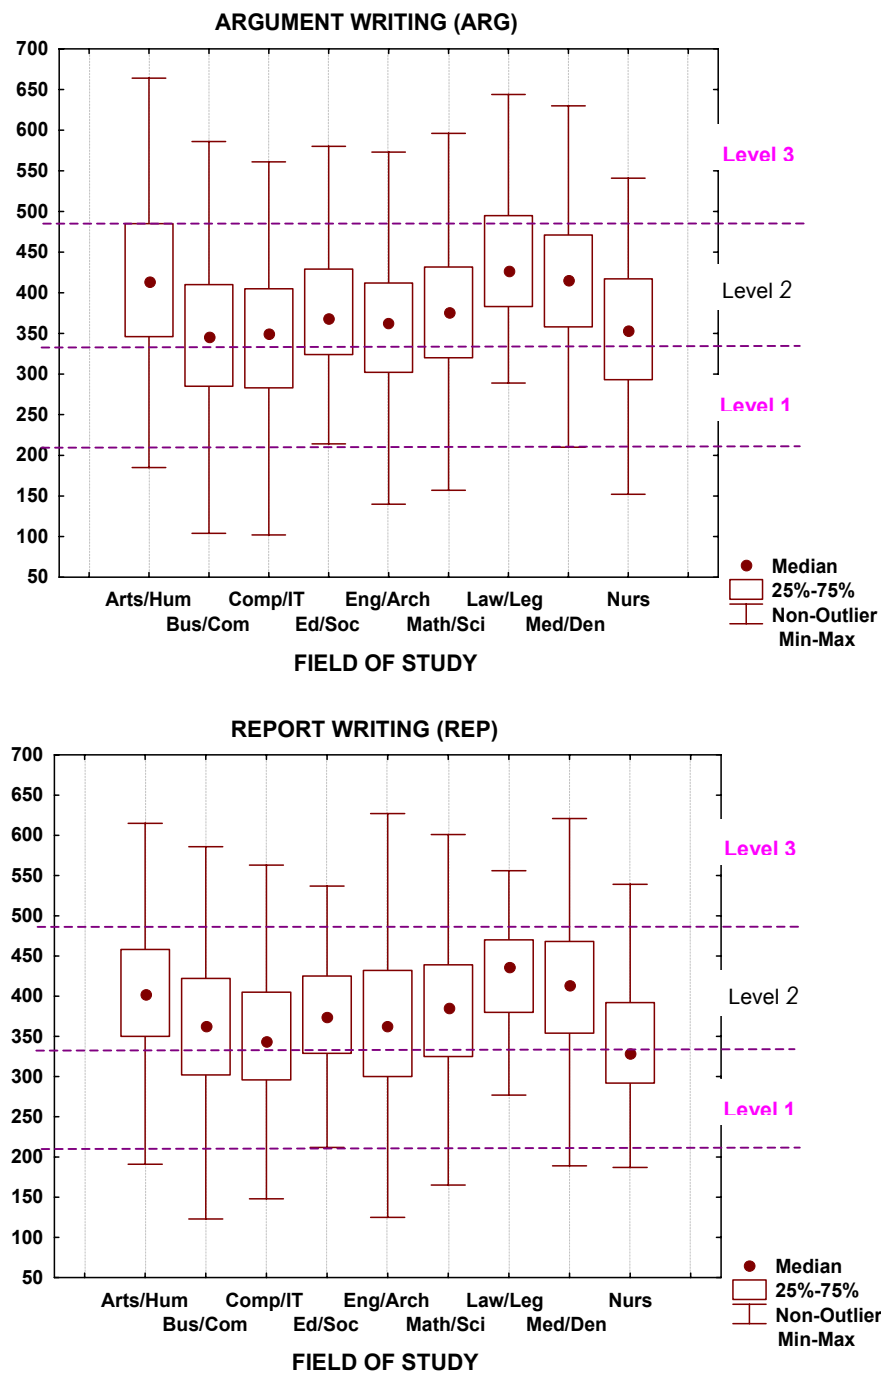 ARGUMENT WRITING (ARG)
700
650
600
550
500
450
400
350
300
250
200
150
100
50
Level 3
Level 2
Level 1
Arts/Hum Comp/IT Eng/Arch Law/Leg Nurs
Bus/Com Ed/Soc Math/Sci Med/Den
FIELD OF STUDY
Median
25%-75%
Non-Outlier
Min-Max
REPORT WRITING (REP)
700
650
600
550
500
450
400
350
300
250
200
150
100
50
Level 3
Level 2
Level 1
Arts/Hum Comp/IT Eng/Arch Law/Leg Nurs
Bus/Com Ed/Soc Math/Sci Med/Den
FIELD OF STUDY
Median
25%-75%
Non-Outlier
Min-Max